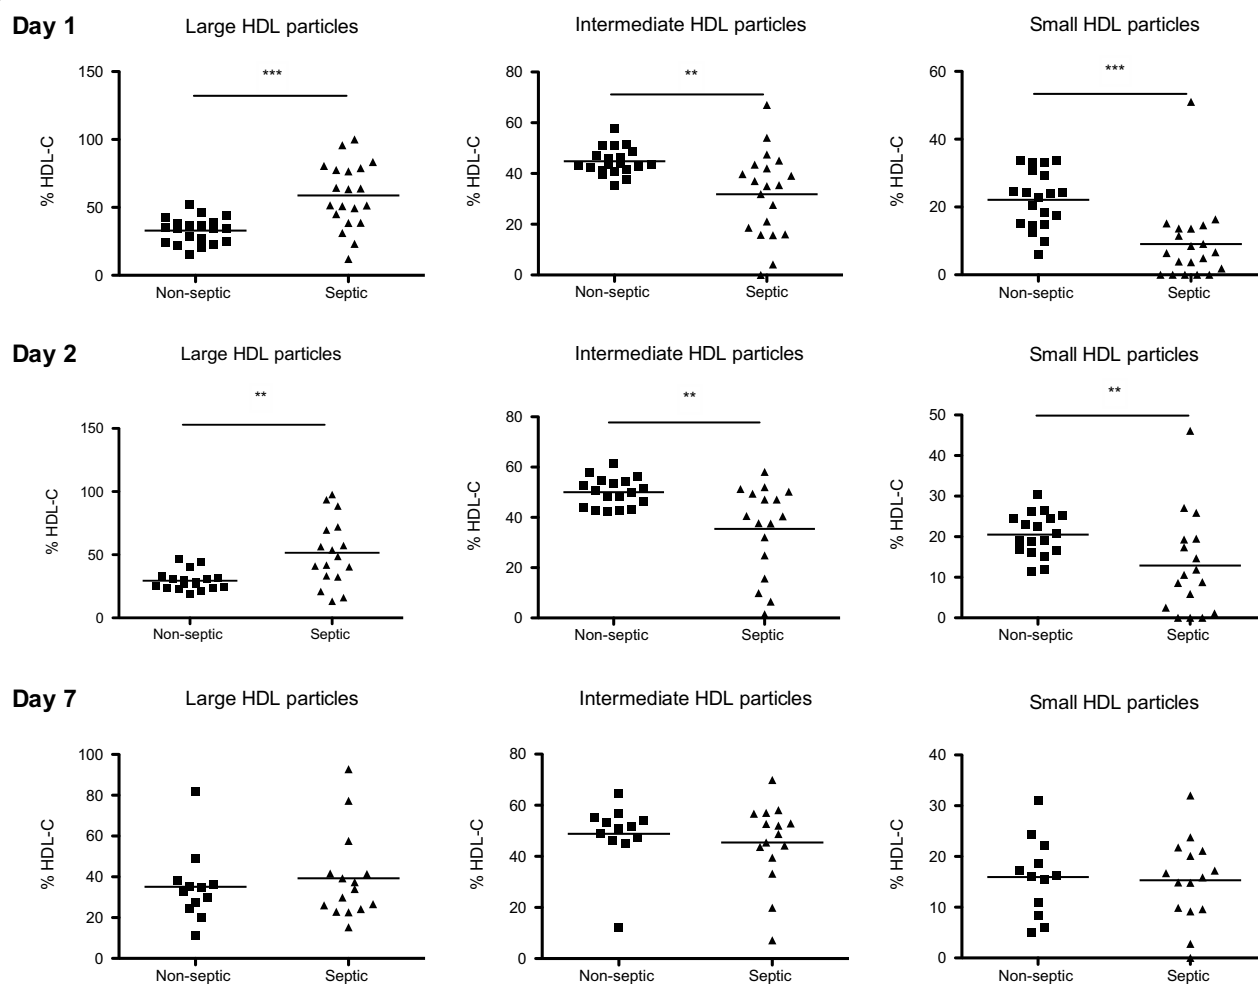 Day 1
Large HDL particles
Intermediate HDL particles
Small HDL particles
150
100
50
0
% HDL-C
***
Non-septic
Septic
80
60
40
20
0
% HDL-C
**
Non-septic
Septic
60
40
20
0
% HDL-C
***
Non-septic
Septic
Day 2
Large HDL particles
Intermediate HDL particles
Small HDL particles
150
100
50
0
% HDL-C
**
Non-septic
Septic
80
60
40
20
0
% HDL-C
**
Non-septic
Septic
50
40
30
20
10
0
% HDL-C
**
Non-septic
Septic
Day 7
Large HDL particles
Intermediate HDL particles
Small HDL particles
100
80
60
40
20
0
% HDL-C
Non-septic
Septic
80
60
40
20
0
% HDL-C
Non-septic
Septic
40
30
20
10
0
% HDL-C
Non-septic
Septic